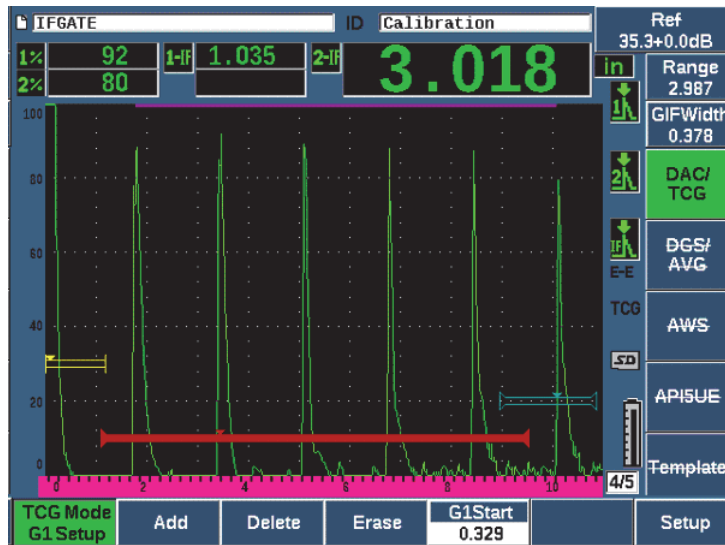 IFGATE ID Calibration Ref
35.3+0.0dB
1% 92 1-IF 1.035 2-IF 3.018 in
2% 80
Range
2.987
GIFWidth
0.378
DAC/
TCG
DGS/
AVG
AWS
API5UE
Template
1
2
IF
E-E
TCG
SD
4/5
100
80
60
40
20
0
0 2 4 6 8 10
TCG Mode
G1 Setup
Add
Delete
Erase
G1Start
0.329
Setup